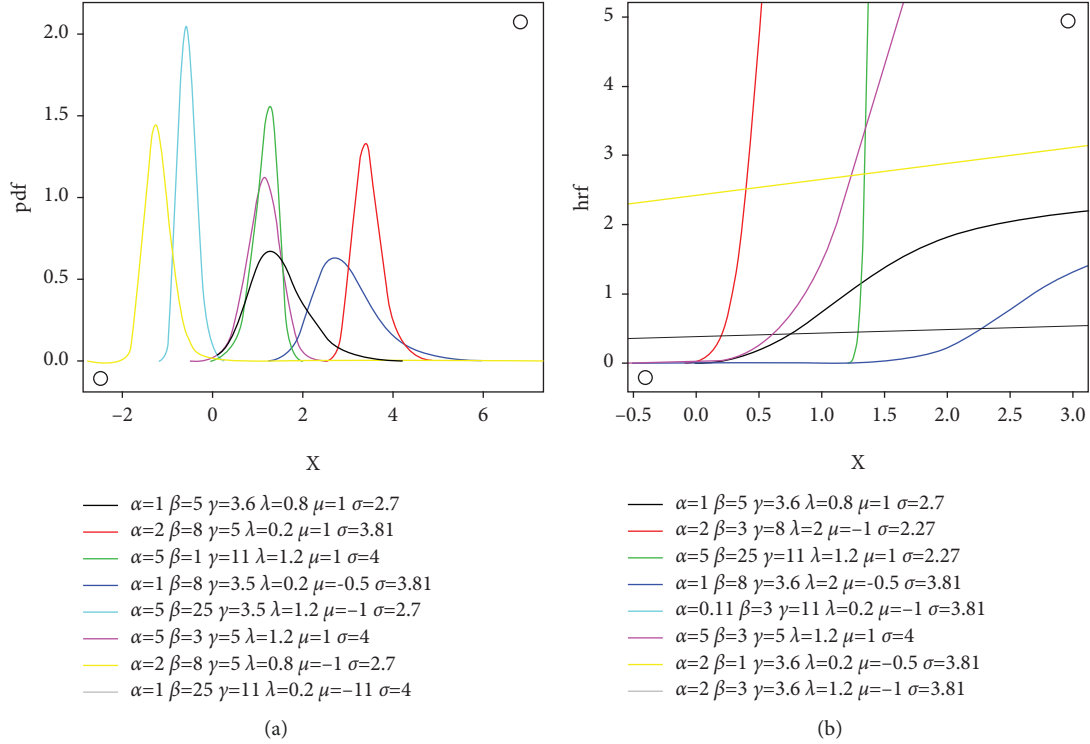 2.0
1.5
1.0
0.5
0.0
pdf
−2 0 2 4 6
X
α=1 β=5 γ=3.6 λ=0.8 μ=1 σ=2.7
α=2 β=8 γ=5 λ=0.2 μ=1 σ=3.81
α=5 β=1 γ=11 λ=1.2 μ=1 σ=4
α=1 β=8 γ=3.5 λ=0.2 μ=-0.5 σ=3.81
α=5 β=25 γ=3.5 λ=1.2 μ=−1 σ=2.7
α=5 β=3 γ=5 λ=1.2 μ=1 σ=4
α=2 β=8 γ=5 λ=0.8 μ=−1 σ=2.7
α=1 β=25 γ=11 λ=0.2 μ=−11 σ=4
(a)
5
4
3
2
1
0
hrf
−0.5 0.0 0.5 1.0 1.5 2.0 2.5 3.0
X
α=1 β=5 γ=3.6 λ=0.8 μ=1 σ=2.7
α=2 β=3 γ=8 λ=2 μ=−1 σ=2.27
α=5 β=25 γ=11 λ=1.2 μ=1 σ=2.27
α=1 β=8 γ=3.6 λ=2 μ=-0.5 σ=3.81
α=0.11 β=3 γ=11 λ=0.2 μ=−1 σ=3.81
α=5 β=3 γ=5 λ=1.2 μ=1 σ=4
α=2 β=1 γ=3.6 λ=0.2 μ=-0.5 σ=3.81
α=2 β=3 γ=3.6 λ=1.2 μ=−1 σ=3.81
(b)